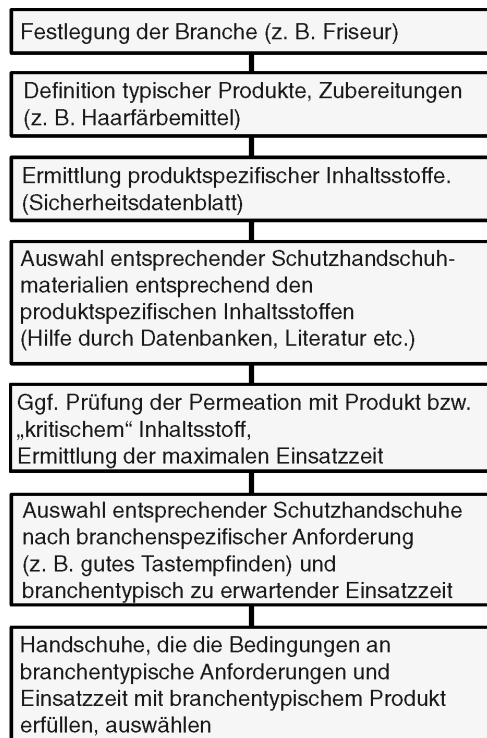 Festlegung der Branche (z. B. Friseur)
Definition typischer Produkte, Zubereitungen
(z. B. Haarfärbemittel)
Ermittlung produktspezifischer Inhaltsstoffe.
(Sicherheitsdatenblatt)
Auswahl entsprechender Schutzhandschuh-
materialien entsprechend den
produktspezifischen Inhaltsstoffen
(Hilfe durch Datenbanken, Literatur etc.)
Ggf. Prüfung der Permeation mit Produkt bzw.
„kritischem“ Inhaltsstoff,
Ermittlung der maximalen Einsatzzeit
Auswahl entsprechender Schutzhandschuhe
nach branchenspezifischer Anforderung
(z. B. gutes Tastempfinden) und
branchentypisch zu erwartender Einsatzzeit
Handschuhe, die die Bedingungen an
branchentypische Anforderungen und
Einsatzzeit mit branchentypischem Produkt
erfüllen, auswählen